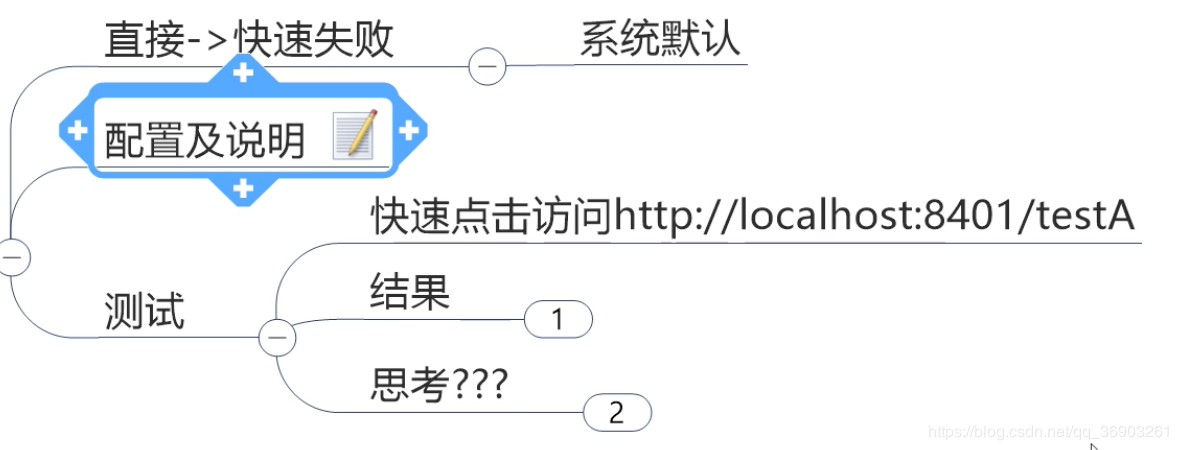 直接->快速失败
系统默认
配置及说明
快速点击访问http://localhost:8401/testA
测试
结果
1
思考???
2
https://blog.csdn.net/qq_36903261